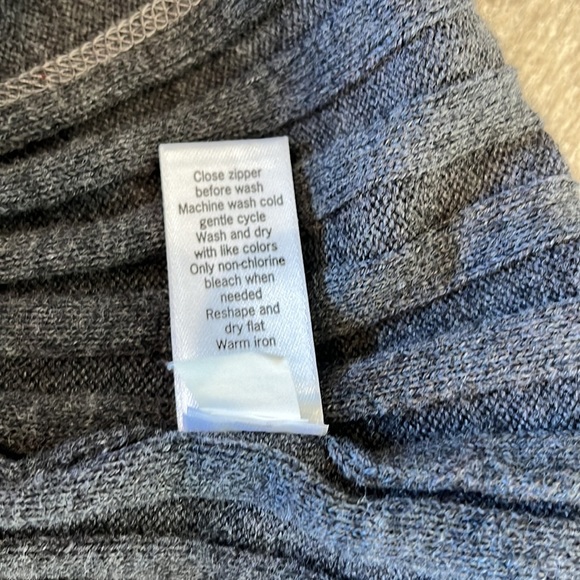 Close zipper
before wash
Machine wash cold
gentle cycle
Wash and dry
with like colors
Only non-chlorine
bleach when
needed
Reshape and
dry flat
Warm iron